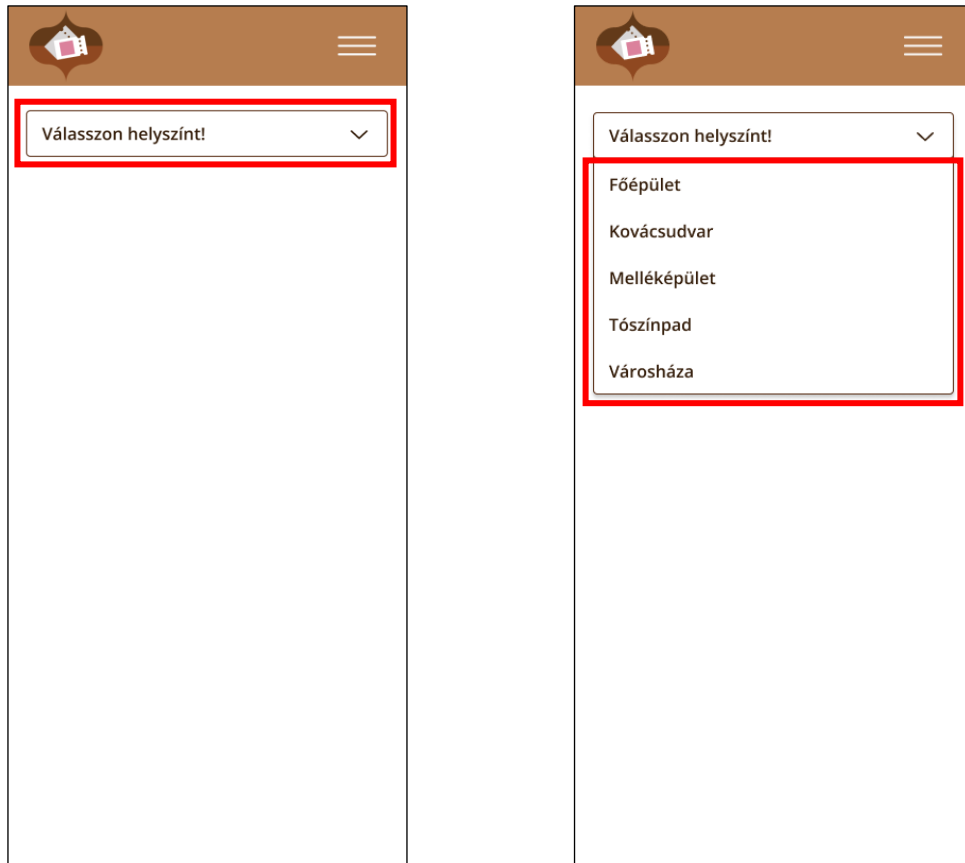 Válasszon helyszínt!
Válasszon helyszínt!
Főépület
Kovácsudvar
Melléképület
Tószínpad
Városháza